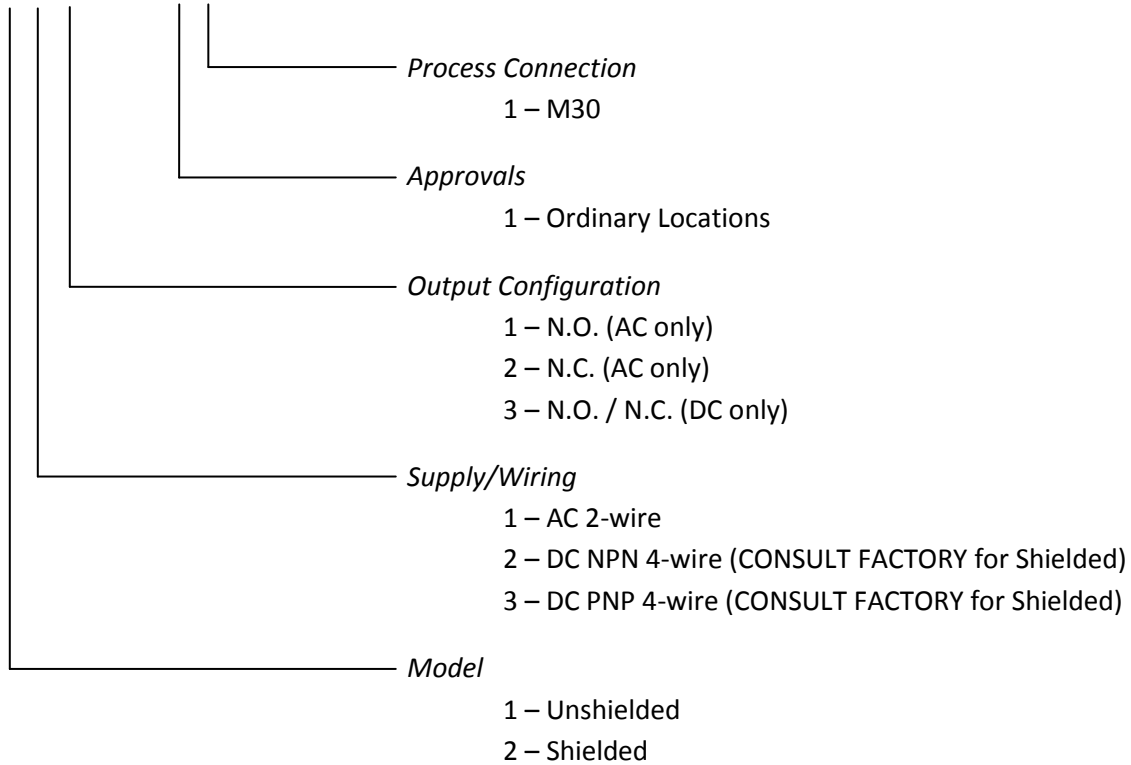 Process Connection
1 – M30
Approvals
1 – Ordinary Locations
Output Configuration
1 – N.O. (AC only)
2 – N.C. (AC only)
3 – N.O. / N.C. (DC only)
Supply/Wiring
1 – AC 2-wire
2 – DC NPN 4-wire (CONSULT FACTORY for Shielded)
3 – DC PNP 4-wire (CONSULT FACTORY for Shielded)
Model
1 – Unshielded
2 – Shielded